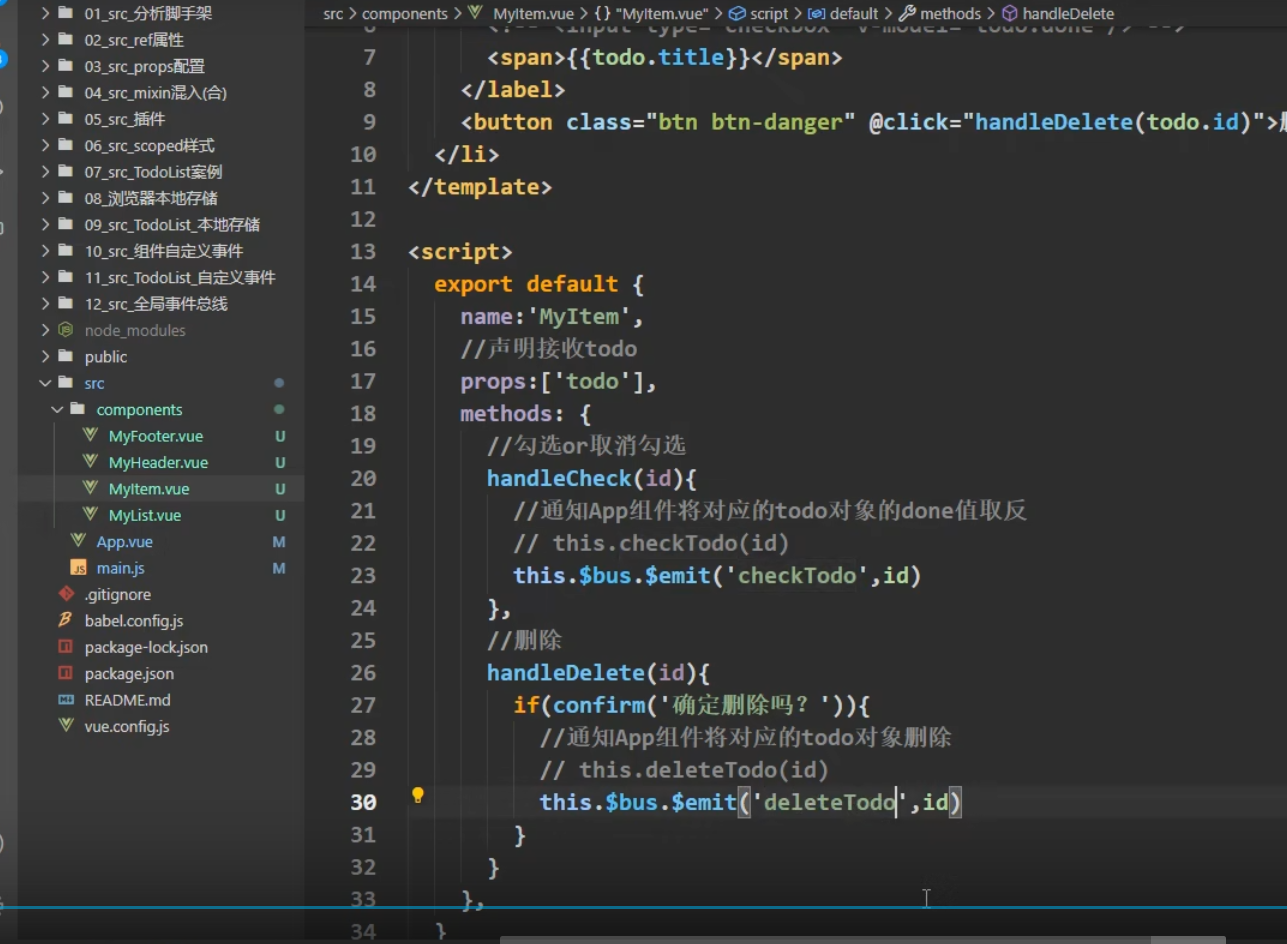 01_src_分析脚手架
02_src_ref属性
03_src_props配置
04_src_mixin混入(合)
05_src_插件
06_src_scoped样式
07_src_TodoList案例
08_浏览器本地存储
09_src_TodoList_本地存储
10_src_组件自定义事件
11_src_TodoList_自定义事件
12_src_全局事件总线
node_modules
public
src
components
MyFooter.vue U
MyHeader.vue U
MyItem.vue U
MyList.vue U
App.vue M
JS main.js M
.gitignore
babel.config.js
package-lock.json
package.json
README.md
vue.config.js
src > components > MyItem.vue > {} "MyItem.vue" > script > default > methods > handleDelete
7 <span>{{todo.title}}</span>
8 </label>
9 <button class="btn btn-danger" @click="handleDelete(todo.id)">
10 </li>
11 </template>
12
13 <script>
14 export default {
15 name:'MyItem',
16 //声明接收todo
17 props:['todo'],
18 methods: {
19 //勾选or取消勾选
20 handleCheck(id){
21 //通知App组件将对应的todo对象的done值取反
22 // this.checkTodo(id)
23 this.$bus.$emit('checkTodo',id)
24 },
25 //删除
26 handleDelete(id){
27 if(confirm('确定删除吗？')){
28 //通知App组件将对应的todo对象删除
29 // this.deleteTodo(id)
30 this.$bus.$emit('deleteTodo',id)
31 }
32 }
33 },
34 }